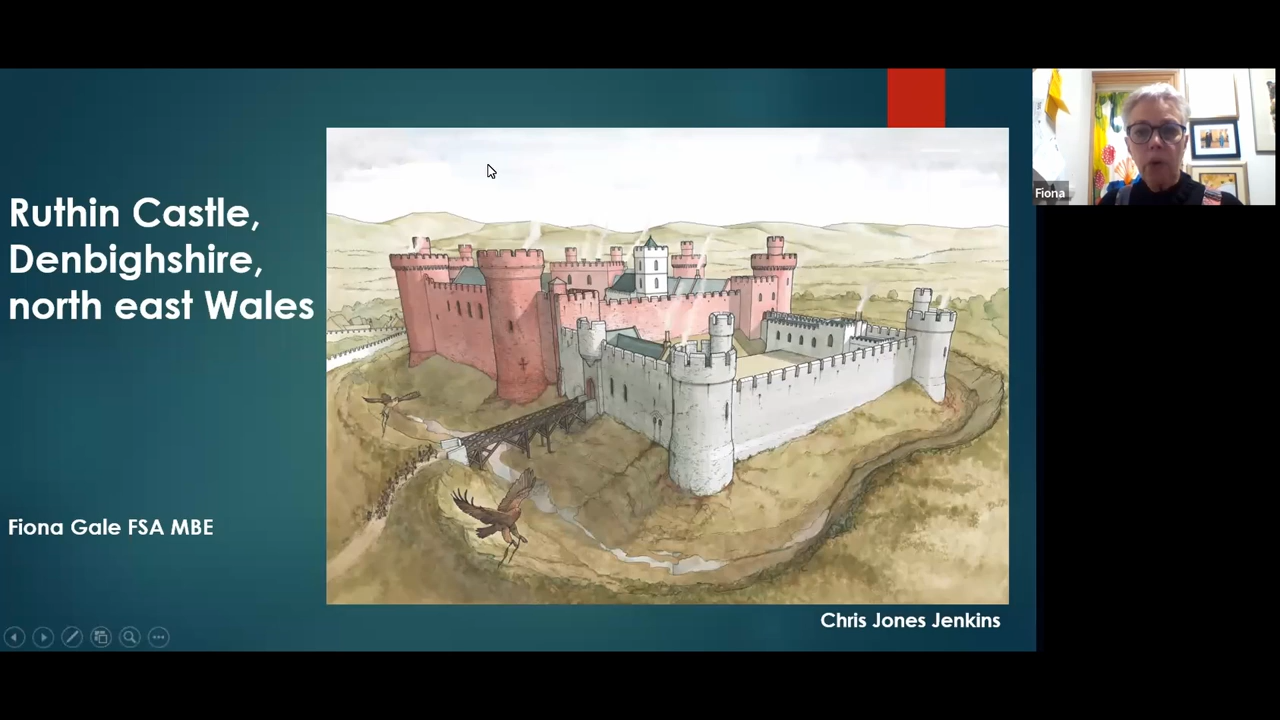 Ruthin Castle,
Denbighshire,
north east Wales
Fiona Gale FSA MBE
Chris Jones Jenkins
Fiona